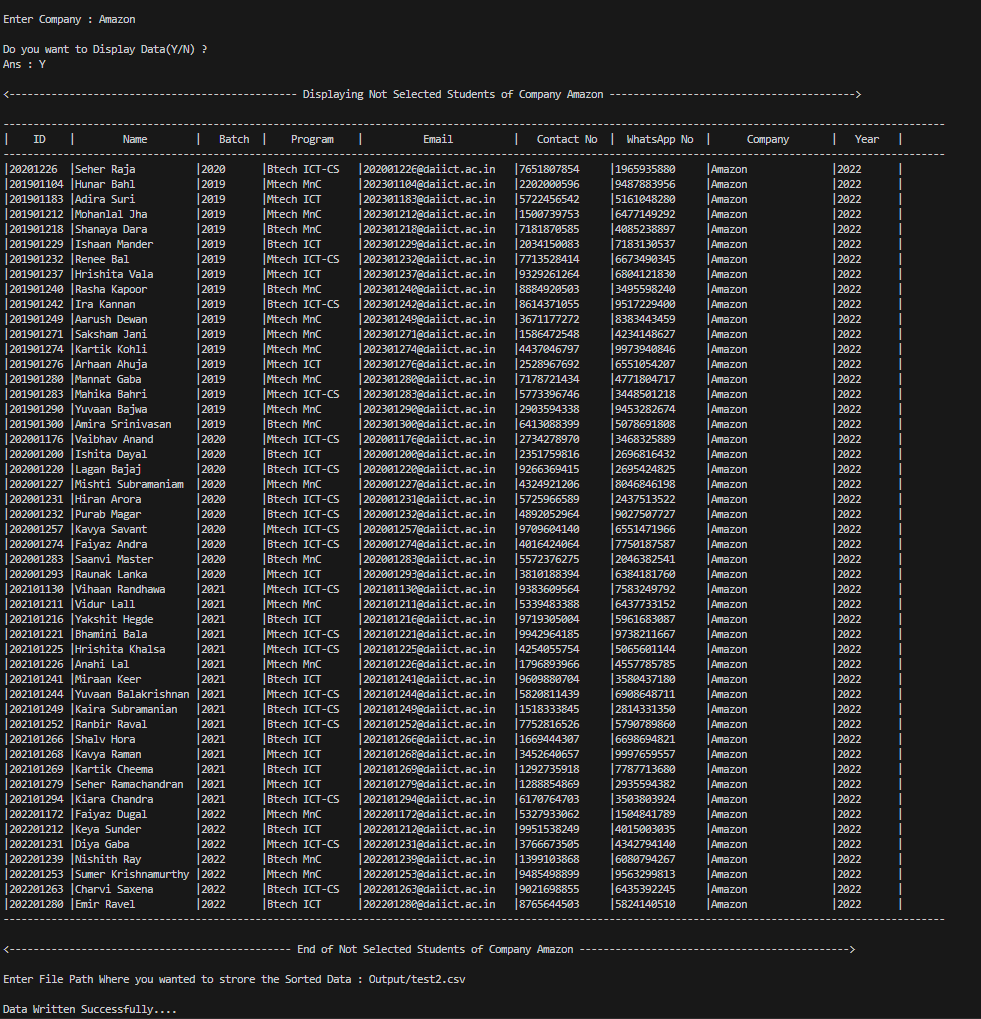 Enter Company : Amazon
Do you want to Display Data(Y/N) ?
Ans : Y
<------------------------------------------------ Displaying Not Selected Students of Company Amazon ----------------------------------------->
| ID | Name | Batch | Program | Email | Contact No | WhatsApp No | Company | Year |
|20201226 |Seher Raja |2020 |Btech ICT-CS |202001226@daiict.ac.in |7651807854 |1965935880 |Amazon |2022 |
|201901104 |Hunar Bahl |2019 |Mtech MnC |202301104@daiict.ac.in |2202000596 |9487883956 |Amazon |2022 |
|201901183 |Adira Suri |2019 |Mtech ICT |202301183@daiict.ac.in |5722456542 |5161048280 |Amazon |2022 |
|201901212 |Mohanlal Jha |2019 |Mtech MnC |202301212@daiict.ac.in |1500739753 |6477149292 |Amazon |2022 |
|201901218 |Shanaya Dara |2019 |Btech MnC |202301218@daiict.ac.in |7181870585 |4085238897 |Amazon |2022 |
|201901229 |Ishaan Mander |2019 |Btech ICT |202301229@daiict.ac.in |2034150083 |7183130537 |Amazon |2022 |
|201901232 |Renee Bal |2019 |Mtech ICT-CS |202301232@daiict.ac.in |7713528414 |6673490345 |Amazon |2022 |
|201901237 |Hrishita Vala |2019 |Mtech ICT |202301237@daiict.ac.in |9329261264 |6804121830 |Amazon |2022 |
|201901240 |Rasha Kapoor |2019 |Btech MnC |202301240@daiict.ac.in |8884920503 |3495598240 |Amazon |2022 |
|201901242 |Ira Kannan |2019 |Btech ICT-CS |202301242@daiict.ac.in |8614371055 |9517229400 |Amazon |2022 |
|201901249 |Aarush Dewan |2019 |Mtech MnC |202301249@daiict.ac.in |3671177272 |8383443459 |Amazon |2022 |
|201901271 |Saksham Jani |2019 |Mtech MnC |202301271@daiict.ac.in |1586472548 |4234148627 |Amazon |2022 |
|201901274 |Kartik Kohli |2019 |Mtech MnC |202301274@daiict.ac.in |4437046797 |9973940846 |Amazon |2022 |
|201901276 |Arhaan Ahuja |2019 |Mtech ICT |202301276@daiict.ac.in |2528967692 |6551054207 |Amazon |2022 |
|201901280 |Mannat Gaba |2019 |Mtech MnC |202301280@daiict.ac.in |7178721434 |4771804717 |Amazon |2022 |
|201901283 |Mahika Bahri |2019 |Mtech ICT-CS |202301283@daiict.ac.in |5773396746 |3448501218 |Amazon |2022 |
|201901290 |Yuvaan Bajwa |2019 |Mtech MnC |202301290@daiict.ac.in |2903594338 |9453282674 |Amazon |2022 |
|201901300 |Amira Srinivasan |2019 |Btech MnC |202301300@daiict.ac.in |6413088399 |5078691808 |Amazon |2022 |
|202001176 |Vaibhav Anand |2020 |Mtech ICT-CS |202001176@daiict.ac.in |2734278970 |3468325889 |Amazon |2022 |
|202001200 |Ishita Dayal |2020 |Btech ICT |202001200@daiict.ac.in |2351759816 |2696816432 |Amazon |2022 |
|202001220 |Lagan Bajaj |2020 |Btech ICT-CS |202001220@daiict.ac.in |9266369415 |2695424825 |Amazon |2022 |
|202001227 |Mishti Subramaniam |2020 |Mtech MnC |202001227@daiict.ac.in |4324921206 |8046846198 |Amazon |2022 |
|202001231 |Hiran Arora |2020 |Btech ICT-CS |202001231@daiict.ac.in |5725966589 |2437513522 |Amazon |2022 |
|202001232 |Purab Magar |2020 |Btech ICT-CS |202001232@daiict.ac.in |4892052964 |9027507727 |Amazon |2022 |
|202001257 |Kavya Savant |2020 |Mtech ICT-CS |202001257@daiict.ac.in |9709604140 |6551471966 |Amazon |2022 |
|202001274 |Faiyaz Andra |2020 |Btech ICT-CS |202001274@daiict.ac.in |4016424064 |7750187587 |Amazon |2022 |
|202001283 |Saanvi Master |2020 |Btech MnC |202001283@daiict.ac.in |5572376275 |2046382541 |Amazon |2022 |
|202001293 |Raunak Lanka |2020 |Mtech ICT |202001293@daiict.ac.in |3810188394 |6384181760 |Amazon |2022 |
|202101130 |Vihaan Randhawa |2021 |Mtech ICT-CS |202101130@daiict.ac.in |9383609564 |7583249792 |Amazon |2022 |
|202101211 |Vidur Lall |2021 |Mtech MnC |202101211@daiict.ac.in |5339483388 |6437733152 |Amazon |2022 |
|202101216 |Yakshit Hegde |2021 |Btech ICT |202101216@daiict.ac.in |9719305004 |5961683087 |Amazon |2022 |
|202101221 |Bhamini Bala |2021 |Mtech ICT-CS |202101221@daiict.ac.in |9942964185 |9738211667 |Amazon |2022 |
|202101225 |Hrishita Khalsa |2021 |Mtech ICT-CS |202101225@daiict.ac.in |4254055754 |5065601144 |Amazon |2022 |
|202101226 |Anahi Lal |2021 |Mtech MnC |202101226@daiict.ac.in |1796893966 |4557785785 |Amazon |2022 |
|202101241 |Miraan Keer |2021 |Btech ICT |202101241@daiict.ac.in |9609880704 |3580437180 |Amazon |2022 |
|202101244 |Yuvaan Balakrishnan |2021 |Mtech ICT-CS |202101244@daiict.ac.in |5820811439 |6908648711 |Amazon |2022 |
|202101249 |Kaira Subramanian |2021 |Btech ICT-CS |202101249@daiict.ac.in |1518333845 |2814331350 |Amazon |2022 |
|202101252 |Ranbir Raval |2021 |Btech ICT-CS |202101252@daiict.ac.in |7752816526 |5790789860 |Amazon |2022 |
|202101266 |Shalv Hora |2021 |Btech ICT |202101266@daiict.ac.in |1669444307 |6698694821 |Amazon |2022 |
|202101268 |Kavya Raman |2021 |Mtech ICT |202101268@daiict.ac.in |3452640657 |9997659557 |Amazon |2022 |
|202101269 |Kartik Cheema |2021 |Btech ICT |202101269@daiict.ac.in |1292735918 |7787713680 |Amazon |2022 |
|202101279 |Seher Ramachandran |2021 |Mtech ICT |202101279@daiict.ac.in |1288854869 |2935594382 |Amazon |2022 |
|202101294 |Kiara Chandra |2021 |Btech ICT-CS |202101294@daiict.ac.in |6170764703 |3503803924 |Amazon |2022 |
|202201172 |Faiyaz Dugal |2022 |Mtech MnC |202201172@daiict.ac.in |5327933062 |1504841789 |Amazon |2022 |
|202201212 |Keya Sunder |2022 |Btech ICT |202201212@daiict.ac.in |9951538249 |4015003035 |Amazon |2022 |
|202201231 |Diya Gaba |2022 |Mtech ICT-CS |202201231@daiict.ac.in |3766673505 |4342794140 |Amazon |2022 |
|202201239 |Nishith Ray |2022 |Btech MnC |202201239@daiict.ac.in |1399103868 |6080794267 |Amazon |2022 |
|202201253 |Sumer Krishnamurthy |2022 |Mtech MnC |202201253@daiict.ac.in |9485498899 |9563299813 |Amazon |2022 |
|202201263 |Charvi Saxena |2022 |Btech ICT-CS |202201263@daiict.ac.in |9021698855 |6435392245 |Amazon |2022 |
|202201280 |Emir Ravel |2022 |Btech ICT |202201280@daiict.ac.in |8765644503 |5824140510 |Amazon |2022 |
<----------------------------------------------- End of Not Selected Students of Company Amazon --------------------------------------------->
Enter File Path Where you wanted to strore the Sorted Data : Output/test2.csv
Data Written Successfully....